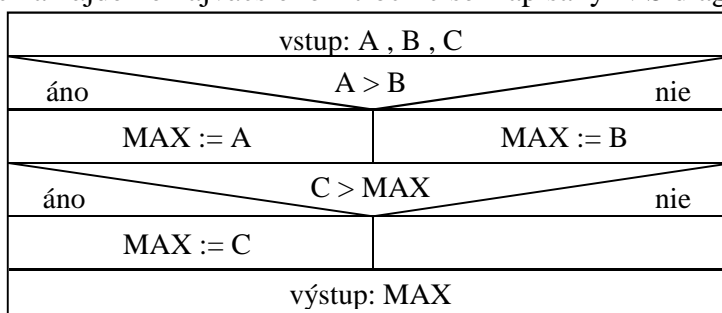 vstup: A , B , C
A > B
áno nie
MAX := A MAX := B
C > MAX
áno nie
MAX := C
výstup: MAX